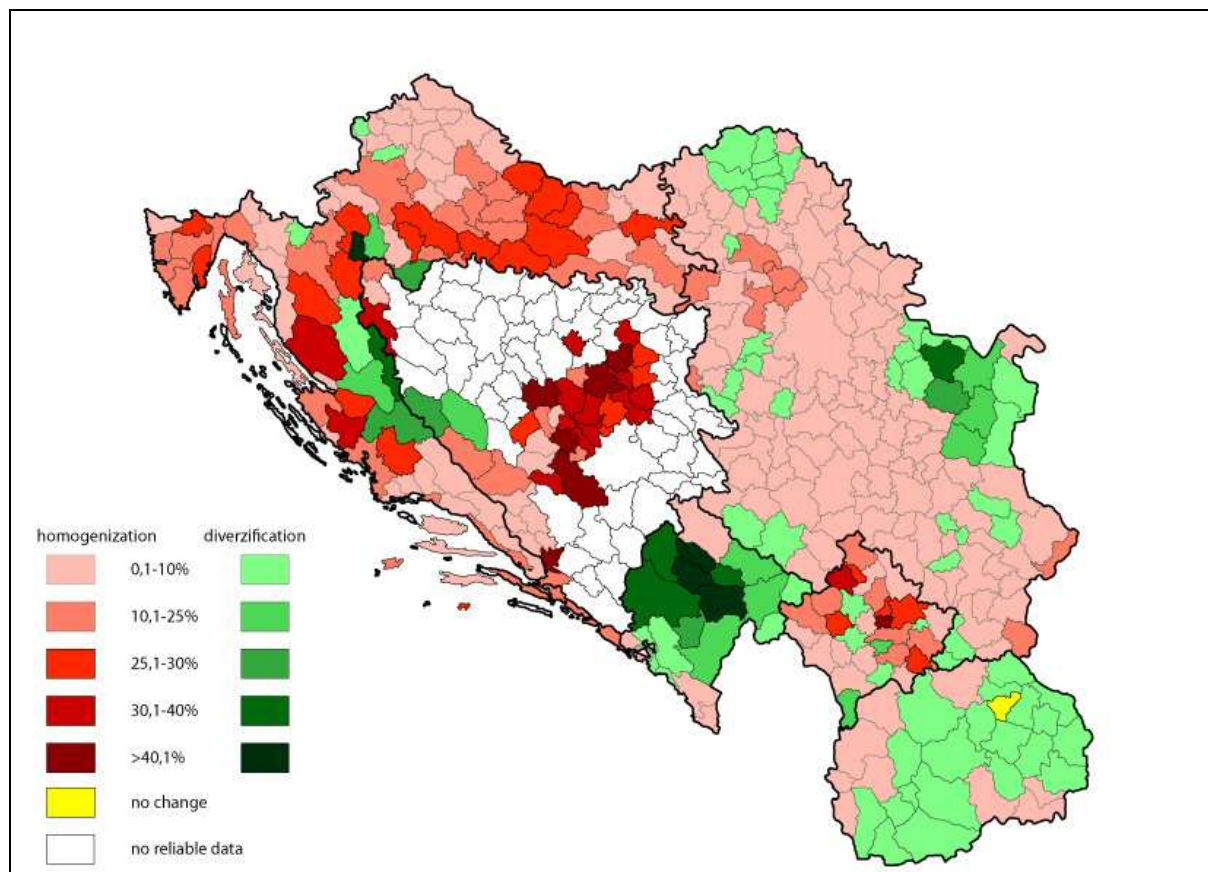 homogenization diverzification
0,1-10%
10,1-25%
25,1-30%
30,1-40%
>40,1%
no change
no reliable data